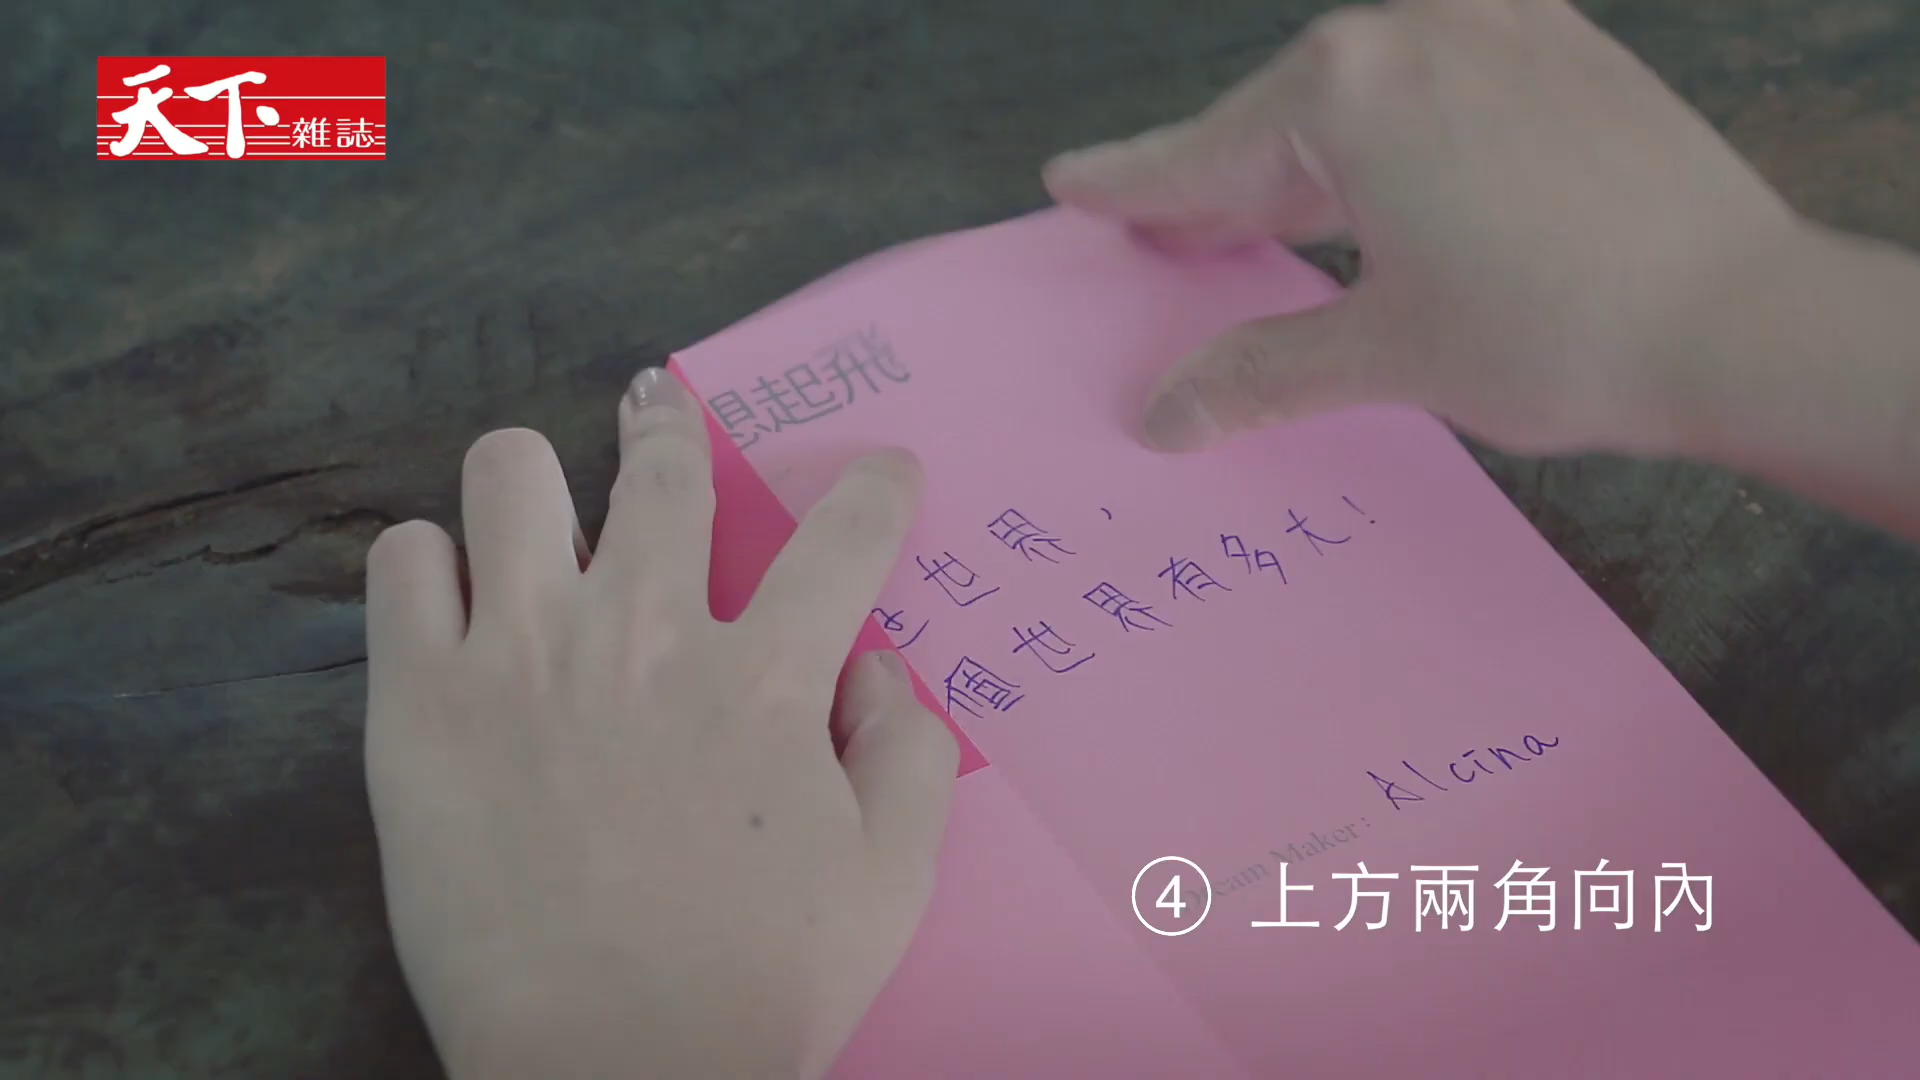 天下雜誌
想起飛
世界，
個世界有多大！
Dream Maker: Alcina
④ 上方兩角向內